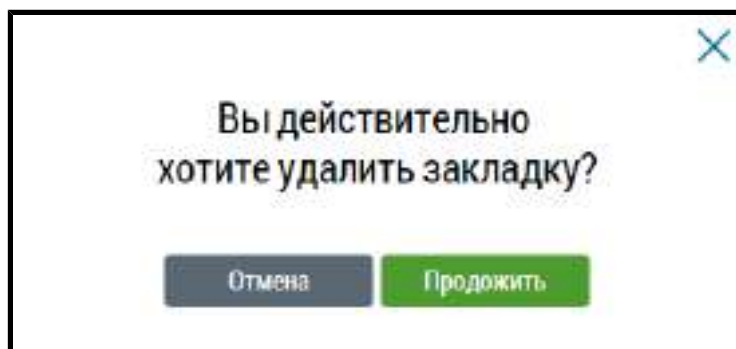 Вы действительно
хотите удалить закладку?
Отмена
Продожить